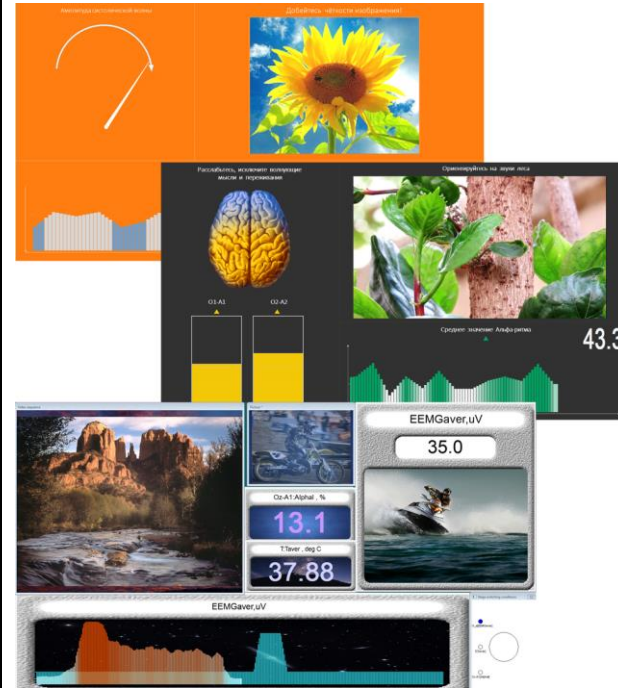 Амплитуда систолической волны
Добейтесь чёткости изображения!
Расслабьтесь, исключите волнующие
мысли и переживания
Ориентируйтесь на звуки леса
O1-A1
O2-A2
Среднее значение Альфа-ритма
43.3
EEMGaver,uV
35.0
Oz-A1:Alphal , %
13.1
T:Taver , deg C
37.88
EEMGaver,uV